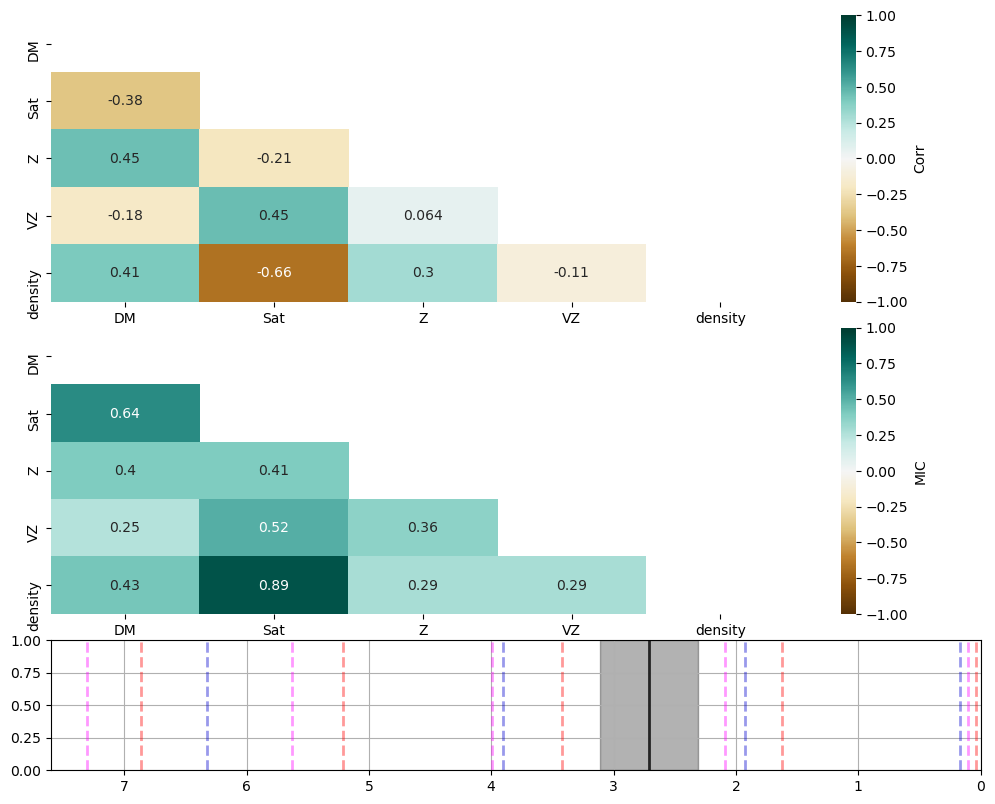 DM
Sat
Z
VZ
density
-0.38
0.45 -0.21
-0.18 0.45 0.064
0.41 -0.66 0.3 -0.11
DM Sat Z VZ density
1.00
0.75
0.50
0.25
0.00
−0.25
−0.50
−0.75
−1.00
Corr
DM
Sat
Z
VZ
density
0.64
0.4 0.41
0.25 0.52 0.36
0.43 0.89 0.29 0.29
DM Sat Z VZ density
1.00
0.75
0.50
0.25
0.00
−0.25
−0.50
−0.75
−1.00
MIC
1.00
0.75
0.50
0.25
0.00
7 6 5 4 3 2 1 0